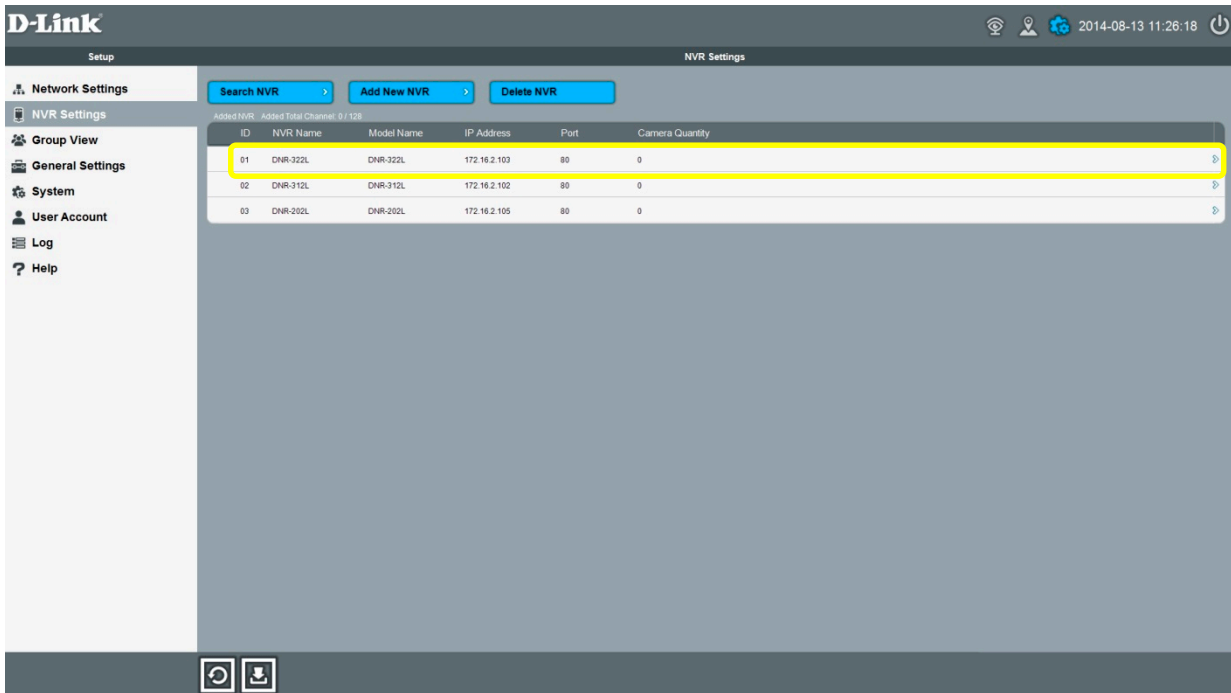 D-Link
2014-08-13 11:26:18
Setup
NVR Settings
Network Settings
NVR Settings
Group View
General Settings
System
User Account
Log
Help
Search NVR
Add New NVR
Delete NVR
Added NVR Added Total Channel: 0 / 128
ID NVR Name Model Name IP Address Port Camera Quantity
01 DNR-322L DNR-322L 172.16.2.103 80 0
02 DNR-312L DNR-312L 172.16.2.102 80 0
03 DNR-202L DNR-202L 172.16.2.105 80 0